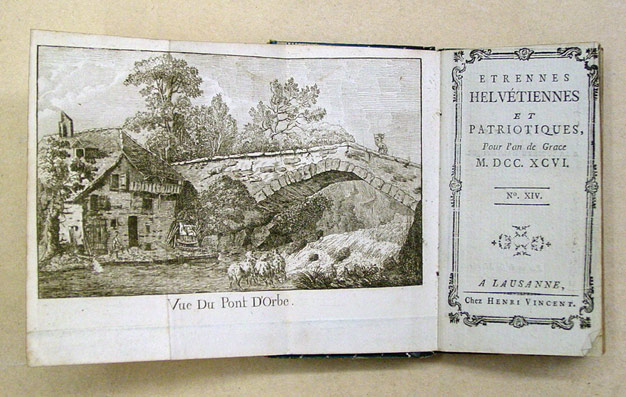 Vue Du Pont D'Orbe.
ETRENNES
HELVÉTIENNES
ET
PATRIOTIQUES,
Pour l'an de Grace
M. DCC. XCVI.
No. XIV.
A LAUSANNE,
Chez HENRI VINCENT.